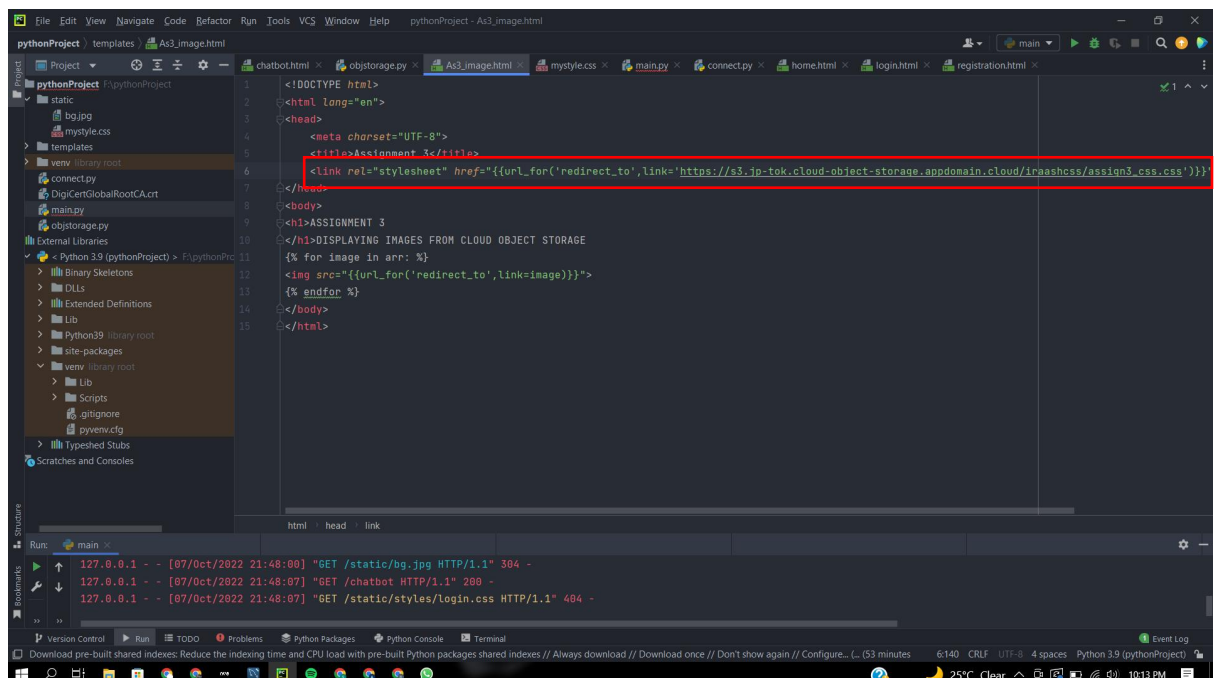 File Edit View Navigate Code Refactor Run Tools VCS Window Help pythonProject - As3_image.html
pythonProject templates As3_image.html main
Project chatbot.html objstorage.py As3_image.html mystyle.css main.py connect.py home.html login.html registration.html
Project
pythonProject F:\pythonProject
static
bg.jpg
mystyle.css
templates
venv library root
connect.py
DigiCertGlobalRootCA.crt
main.py
objstorage.py
External Libraries
< Python 3.9 (pythonProject) > F:\pythonPro
Binary Skeletons
DLLs
Extended Definitions
Lib
Python39 library root
site-packages
venv library root
Lib
Scripts
.gitignore
pyvenv.cfg
Typeshed Stubs
Scratches and Consoles
1 <!DOCTYPE html>
2 <html lang="en">
3 <head>
4 <meta charset="UTF-8">
5 <title>Assignment 3</title>
6 <link rel="stylesheet" href="{{url_for('redirect_to',link='https://s3.jp-tok.cloud-object-storage.appdomain.cloud/iraashcss/assign3_css.css')}}"
7 </head>
8 <body>
9 <h1>ASSIGNMENT 3
10 </h1>DISPLAYING IMAGES FROM CLOUD OBJECT STORAGE
11 {% for image in arr: %}
12 <img src="{{url_for('redirect_to',link=image)}}">
13 {% endfor %}
14 </body>
15 </html>
1
html head link
Structure
Bookmarks
Run: main
127.0.0.1 - - [07/Oct/2022 21:48:00] "GET /static/bg.jpg HTTP/1.1" 304 -
127.0.0.1 - - [07/Oct/2022 21:48:07] "GET /chatbot HTTP/1.1" 200 -
127.0.0.1 - - [07/Oct/2022 21:48:07] "GET /static/styles/login.css HTTP/1.1" 404 -
Version Control Run TODO Problems Python Packages Python Console Terminal 1 Event Log
Download pre-built shared indexes: Reduce the indexing time and CPU load with pre-built Python packages shared indexes // Always download // Download once // Don't show again // Configure... (53 minutes 6:140 CRLF UTF-8 4 spaces Python 3.9 (pythonProject)
25°C Clear 10:13 PM